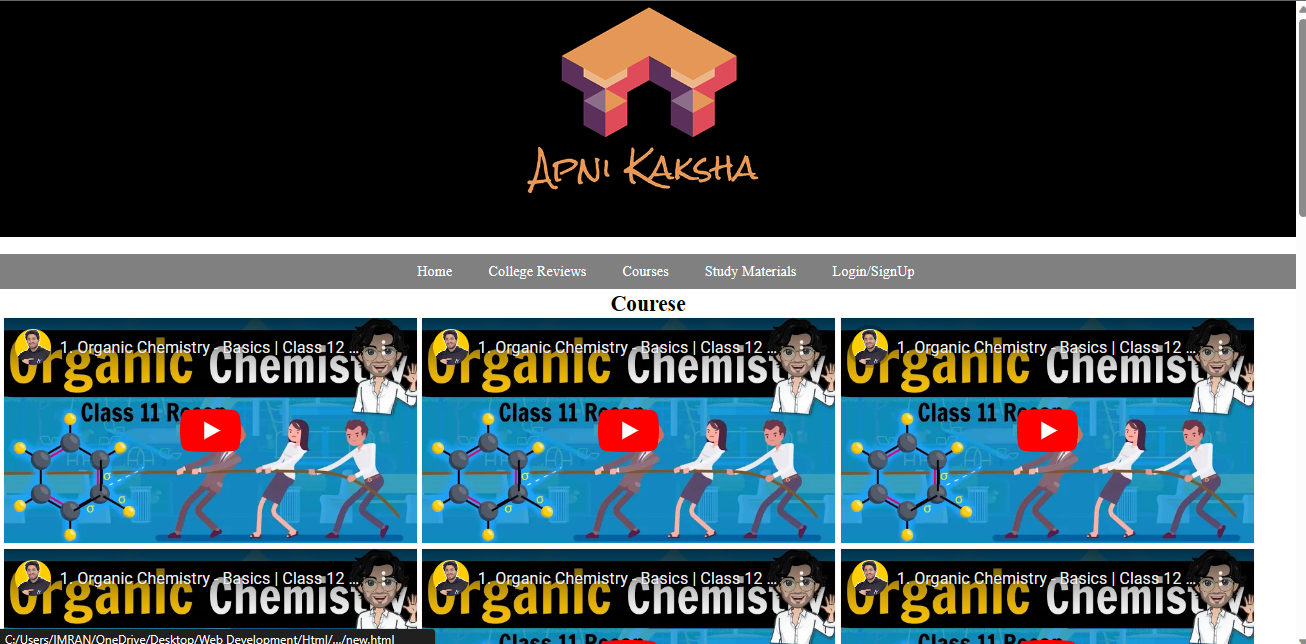 APNI KAKSHA
Home College Reviews Courses Study Materials Login/SignUp
Courese
1. Organic Chemistry - Basics | Class 12 ... 1. Organic Chemistry - Basics | Class 12 ... 1. Organic Chemistry - Basics | Class 12 ...
Organic Chemistry Organic Chemistry Organic Chemistry
Class 11 Class 11 Class 11
σ σ σ
σ σ σ
1. Organic Chemistry - Basics | Class 12 ... 1. Organic Chemistry - Basics | Class 12 ... 1. Organic Chemistry - Basics | Class 12 ...
Organic Chemistry Organic Chemistry Organic Chemistry
C:/Users/IMRAN/OneDrive/Desktop/Web Development/Html/.../new.html